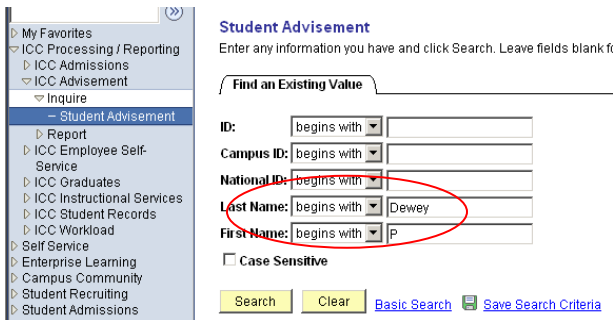 My Favorites
ICC Processing / Reporting
ICC Admissions
ICC Advisement
Inquire
– Student Advisement
Report
ICC Employee Self-
Service
ICC Graduates
ICC Instructional Services
ICC Student Records
ICC Workload
Self Service
Enterprise Learning
Campus Community
Student Recruiting
Student Admissions
Student Advisement
Enter any information you have and click Search. Leave fields blank fo
Find an Existing Value
ID: begins with
Campus ID: begins with
National ID: begins with
Last Name: begins with Dewey
First Name: begins with P
Case Sensitive
Search Clear Basic Search Save Search Criteria